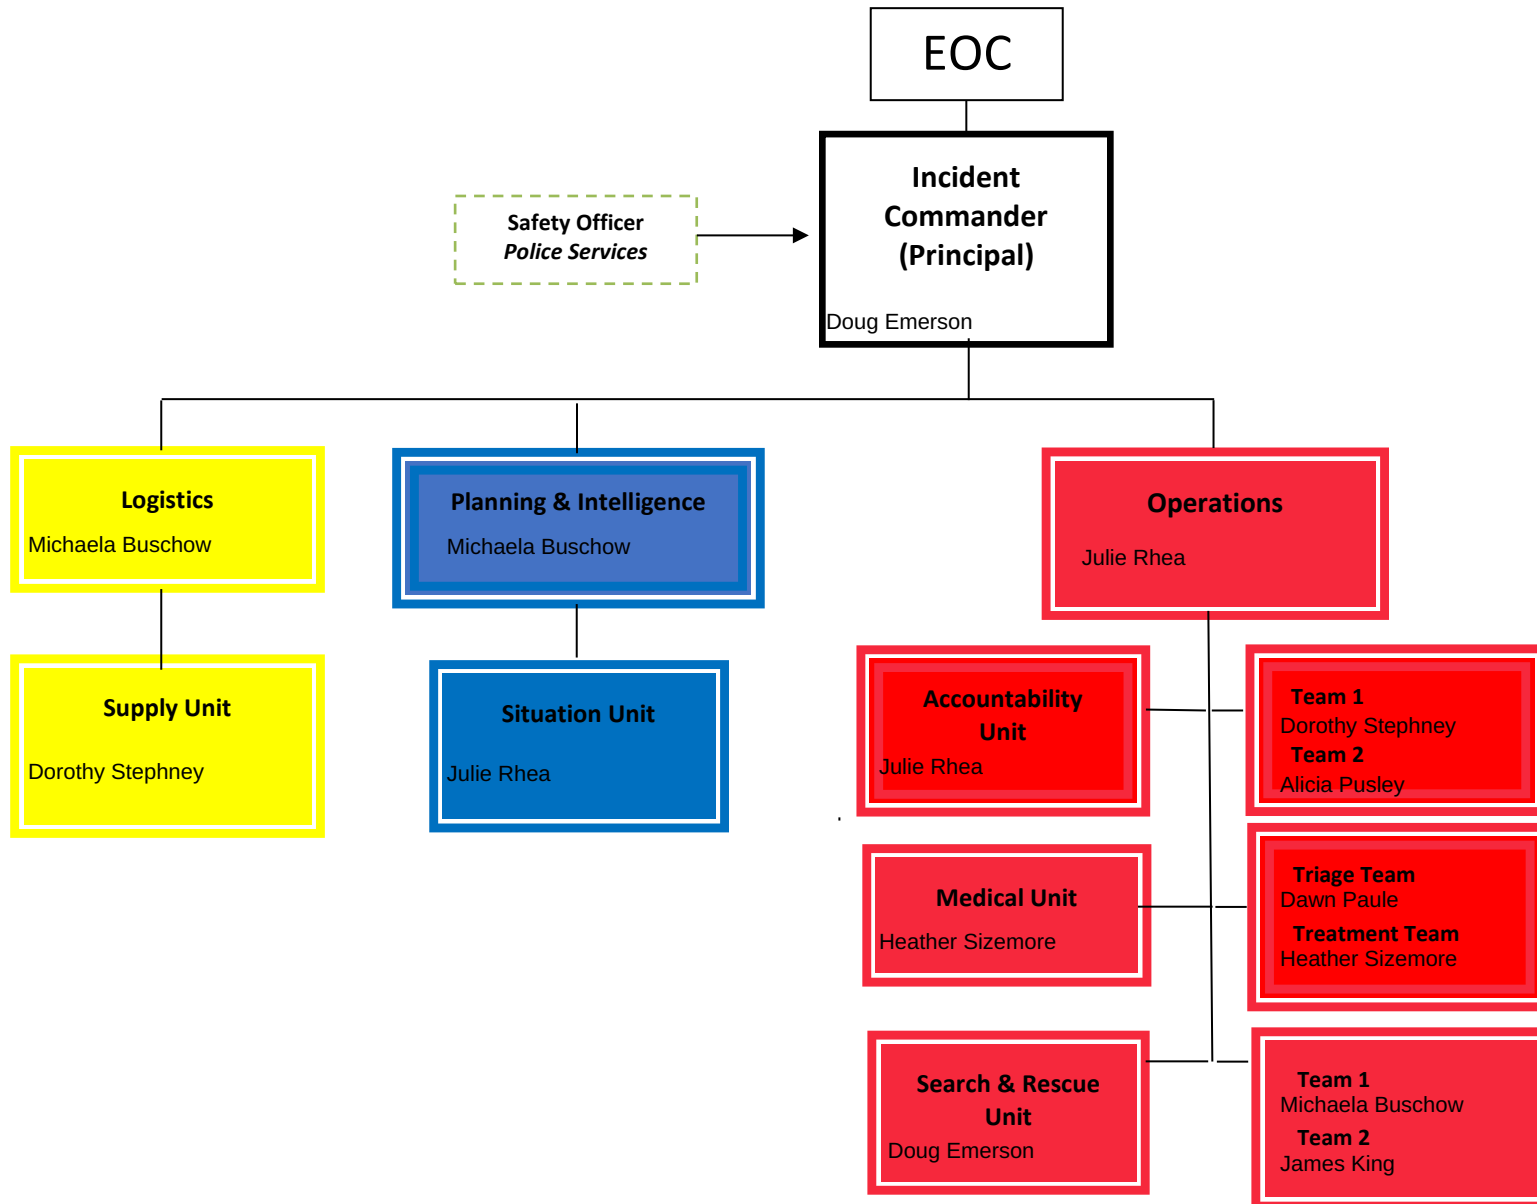 EOC
Incident
Commander
(Principal)
Doug Emerson
Safety Officer
Police Services
Logistics
Michaela Buschow
Planning & Intelligence
Michaela Buschow
Operations
Julie Rhea
Supply Unit
Dorothy Stephney
Situation Unit
Julie Rhea
Accountability
Unit
Julie Rhea
Team 1
Dorothy Stephney
Team 2
Alicia Pusley
Medical Unit
Heather Sizemore
Triage Team
Dawn Paule
Treatment Team
Heather Sizemore
Search & Rescue
Unit
Doug Emerson
Team 1
Michaela Buschow
Team 2
James King